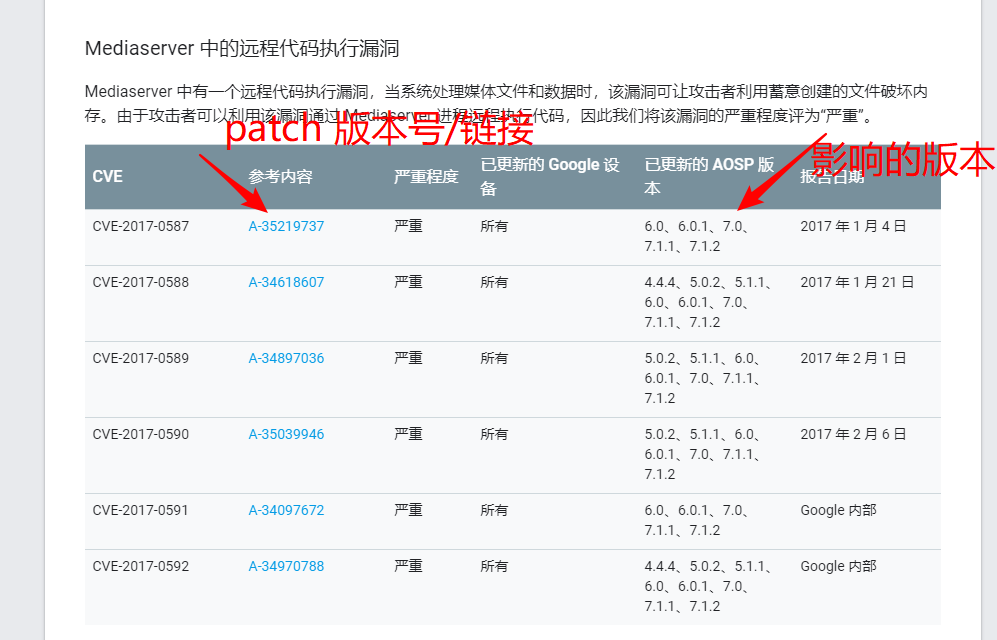 Mediaserver 中的远程代码执行漏洞
Mediaserver 中有一个远程代码执行漏洞，当系统处理媒体文件和数据时，该漏洞可让攻击者利用蓄意创建的文件破坏内
存。由于攻击者可以利用该漏洞通过 Mediaserver 进程远程执行代码，因此我们将该漏洞的严重程度评为“严重”。
patch 版本号/链接
影响的版本
CVE 参考内容 严重程度 已更新的 Google 设 已更新的 AOSP 版 报告日期
备 本
CVE-2017-0587 A-35219737 严重 所有 6.0、6.0.1、7.0、 2017 年 1 月 4 日
7.1.1、7.1.2
CVE-2017-0588 A-34618607 严重 所有 4.4.4、5.0.2、5.1.1、 2017 年 1 月 21 日
6.0、6.0.1、7.0、
7.1.1、7.1.2
CVE-2017-0589 A-34897036 严重 所有 5.0.2、5.1.1、6.0、 2017 年 2 月 1 日
6.0.1、7.0、7.1.1、
7.1.2
CVE-2017-0590 A-35039946 严重 所有 5.0.2、5.1.1、6.0、 2017 年 2 月 6 日
6.0.1、7.0、7.1.1、
7.1.2
CVE-2017-0591 A-34097672 严重 所有 6.0、6.0.1、7.0、 Google 内部
7.1.1、7.1.2
CVE-2017-0592 A-34970788 严重 所有 4.4.4、5.0.2、5.1.1、 Google 内部
6.0、6.0.1、7.0、
7.1.1、7.1.2